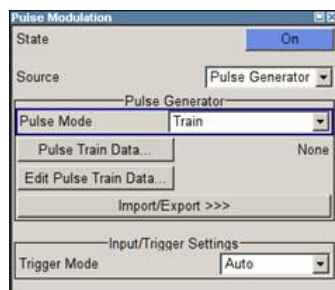 Pulse Modulation
State On
Source Pulse Generator
Pulse Generator
Pulse Mode Train
Pulse Train Data... None
Edit Pulse Train Data...
Import/Export >>>
Input/Trigger Settings
Trigger Mode Auto